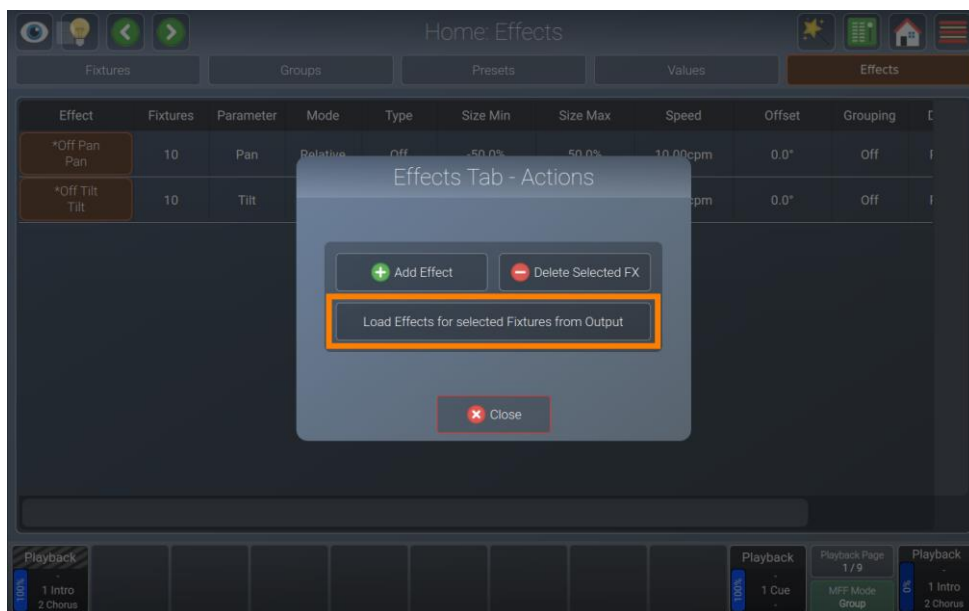 Home: Effects
Fixtures Groups Presets Values Effects
Effect Fixtures Parameter Mode Type Size Min Size Max Speed Offset Grouping
*Off Pan
Pan
10 Pan Relative Off -50.0% 50.0% 10.00cpm 0.0° Off
*Off Tilt
Tilt
10 Tilt cpm 0.0° Off
Effects Tab - Actions
Add Effect Delete Selected FX
Load Effects for selected Fixtures from Output
Close
Playback
-
100%
1 Intro
2 Chorus
Playback
-
100%
1 Cue
-
Playback Page
1 / 9
MFF Mode
Group
Playback
-
0%
1 Intro
2 Chorus